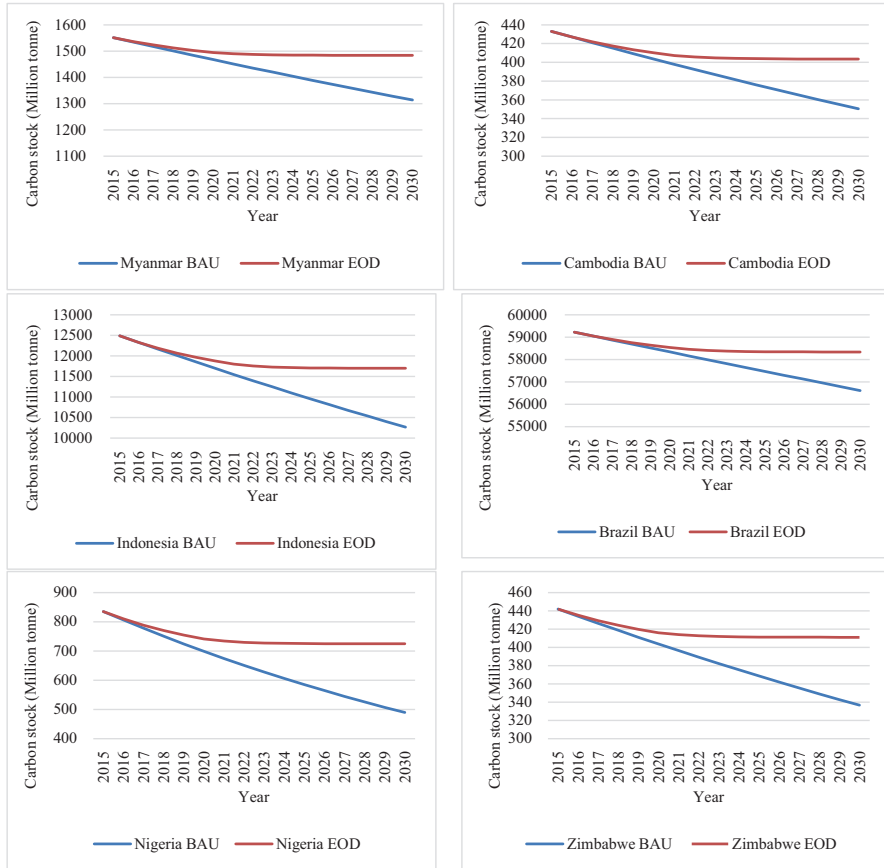 Carbon stock (Million tonne)
1600
1500
1400
1300
1200
1100
2015 2016 2017 2018 2019 2020 2021 2022 2023 2024 2025 2026 2027 2028 2029 2030
Year
Myanmar BAU Myanmar EOD
Carbon stock (Million tonne)
440
420
400
380
360
340
320
300
2015 2016 2017 2018 2019 2020 2021 2022 2023 2024 2025 2026 2027 2028 2029 2030
Year
Cambodia BAU Cambodia EOD
Carbon stock (Million tonne)
13000
12500
12000
11500
11000
10500
10000
2015 2016 2017 2018 2019 2020 2021 2022 2023 2024 2025 2026 2027 2028 2029 2030
Year
Indonesia BAU Indonesia EOD
Carbon stock (Million tonne)
60000
59000
58000
57000
56000
55000
2015 2016 2017 2018 2019 2020 2021 2022 2023 2024 2025 2026 2027 2028 2029 2030
Year
Brazil BAU Brazil EOD
Carbon stock (Million tonne)
900
800
700
600
500
400
2015 2016 2017 2018 2019 2020 2021 2022 2023 2024 2025 2026 2027 2028 2029 2030
Year
Nigeria BAU Nigeria EOD
Carbon stock (Million tonne)
460
440
420
400
380
360
340
320
300
2015 2016 2017 2018 2019 2020 2021 2022 2023 2024 2025 2026 2027 2028 2029 2030
Year
Zimbabwe BAU Zimbabwe EOD